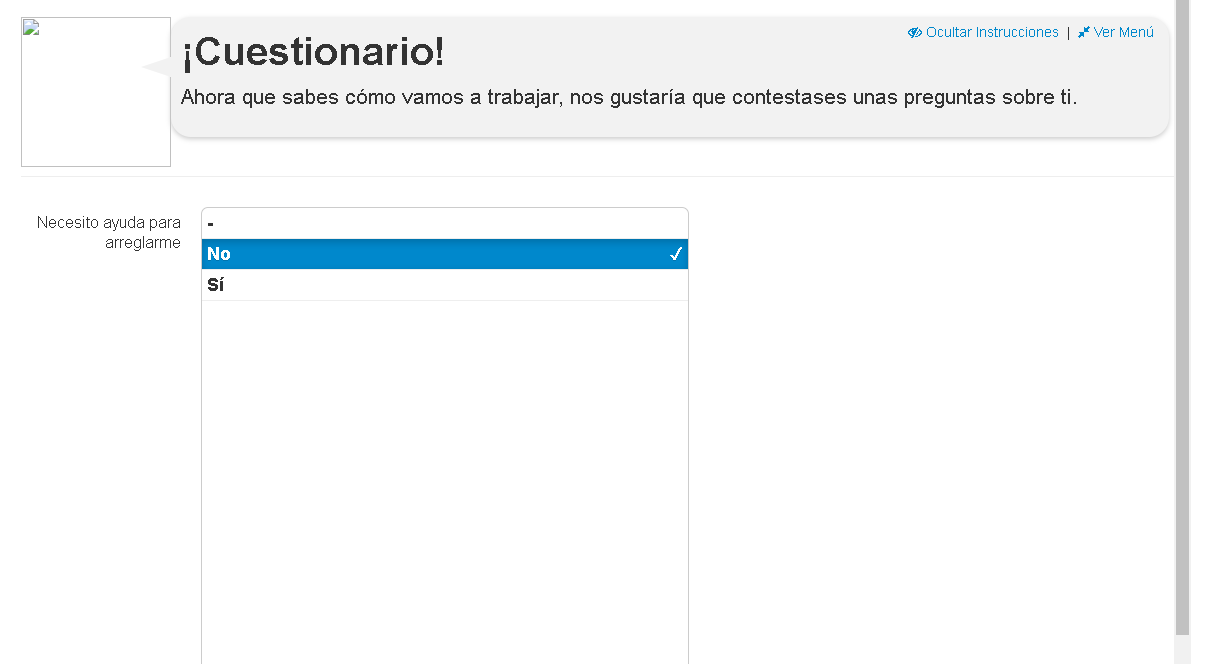 Ocultar Instrucciones | Ver Menú
¡Cuestionario!
Ahora que sabes cómo vamos a trabajar, nos gustaría que contestases unas preguntas sobre ti.
Necesito ayuda para
arreglarme
-
No
Sí